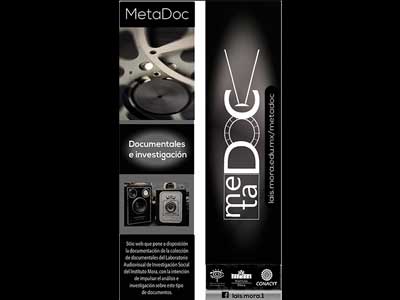 MetaDoc
Documentales
e investigación
Sitio web que pone a disposición
la documentación de la colección
de documentales del Laboratorio
Audiovisual de Investigación Social
del Instituto Mora, con la intención
de impulsar el análisis e
investigación sobre este tipo de
documentos.
meta
DOC
lais.mora.edu.mx/metadoc
CONACYT
lais.mora.1